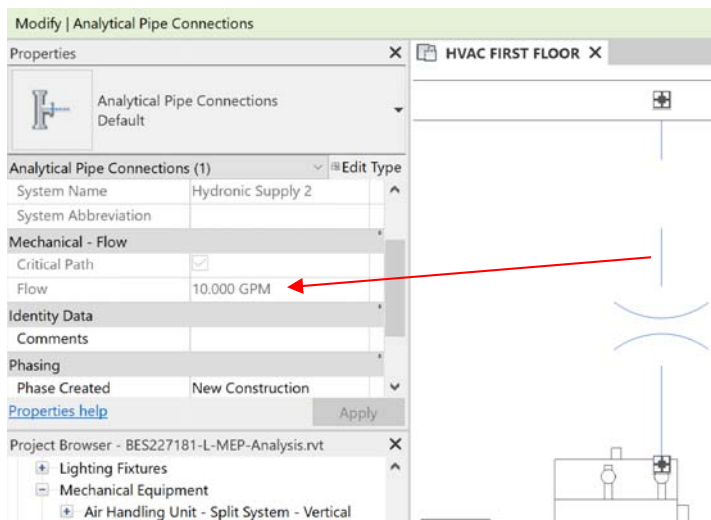 Modify | Analytical Pipe Connections
Properties
HVAC FIRST FLOOR
Analytical Pipe Connections
Default
Analytical Pipe Connections (1) Edit Type
System Name Hydronic Supply 2
System Abbreviation
Mechanical - Flow
Critical Path
Flow 10.000 GPM
Identity Data
Comments
Phasing
Phase Created New Construction
Properties help Apply
Project Browser - BES227181-L-MEP-Analysis.rvt
Lighting Fixtures
Mechanical Equipment
Air Handling Unit - Split System - Vertical